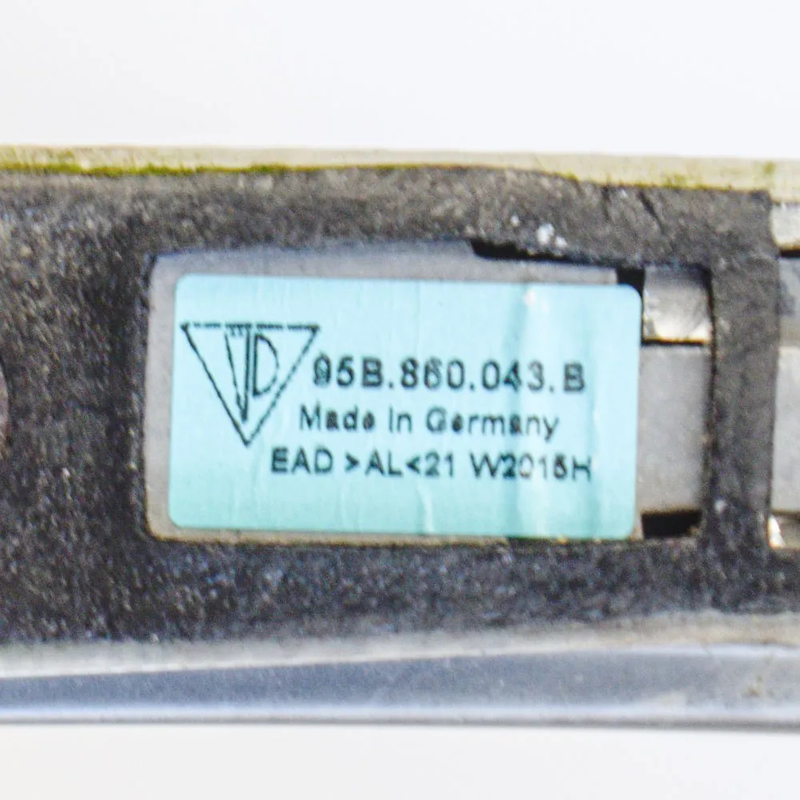 95B.860.043.B
Made in Germany
EAD >AL<21 W2015H